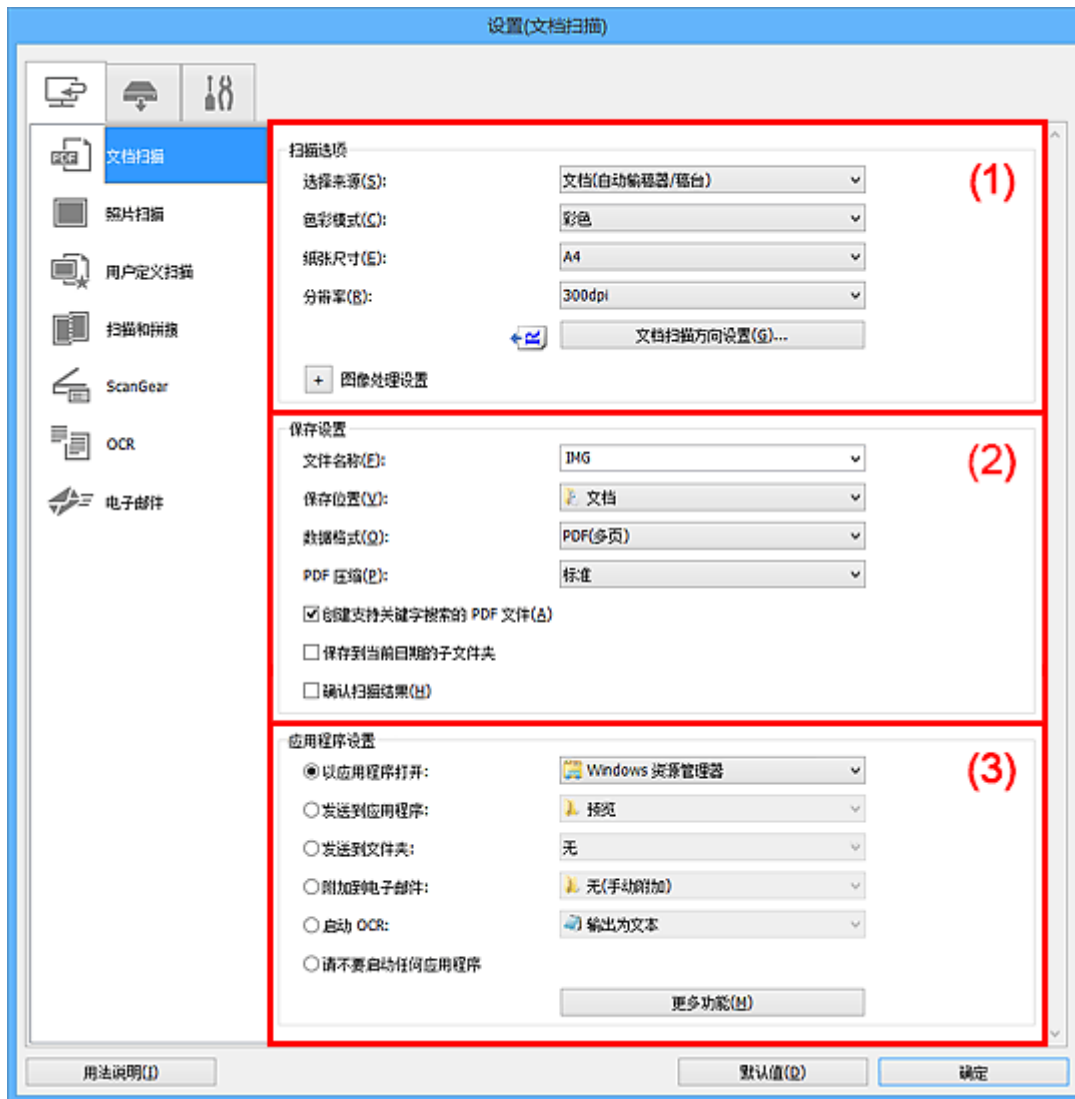 设置(文档扫描)
文档扫描
照片扫描
用户定义扫描
扫描和拼接
ScanGear
OCR
电子邮件
扫描选项
(1)
选择来源(S): 文档(自动输稿器/稿台)
色彩模式(C): 彩色
纸张尺寸(E): A4
分辨率(R): 300dpi
文档扫描方向设置(G)...
+ 图像处理设置
保存设置
(2)
文件名称(F): IMG
保存位置(V): 文档
数据格式(O): PDF(多页)
PDF 压缩(P): 标准
创建支持关键字搜索的 PDF 文件(A)
保存到当前日期的子文件夹
确认扫描结果(H)
应用程序设置
(3)
以应用程序打开: Windows 资源管理器
发送到应用程序: 预览
发送到文件夹: 无
附加到电子邮件: 无(手动附加)
启动 OCR: 输出为文本
请不要启动任何应用程序
更多功能(M)
用法说明(I) 默认值(D) 确定